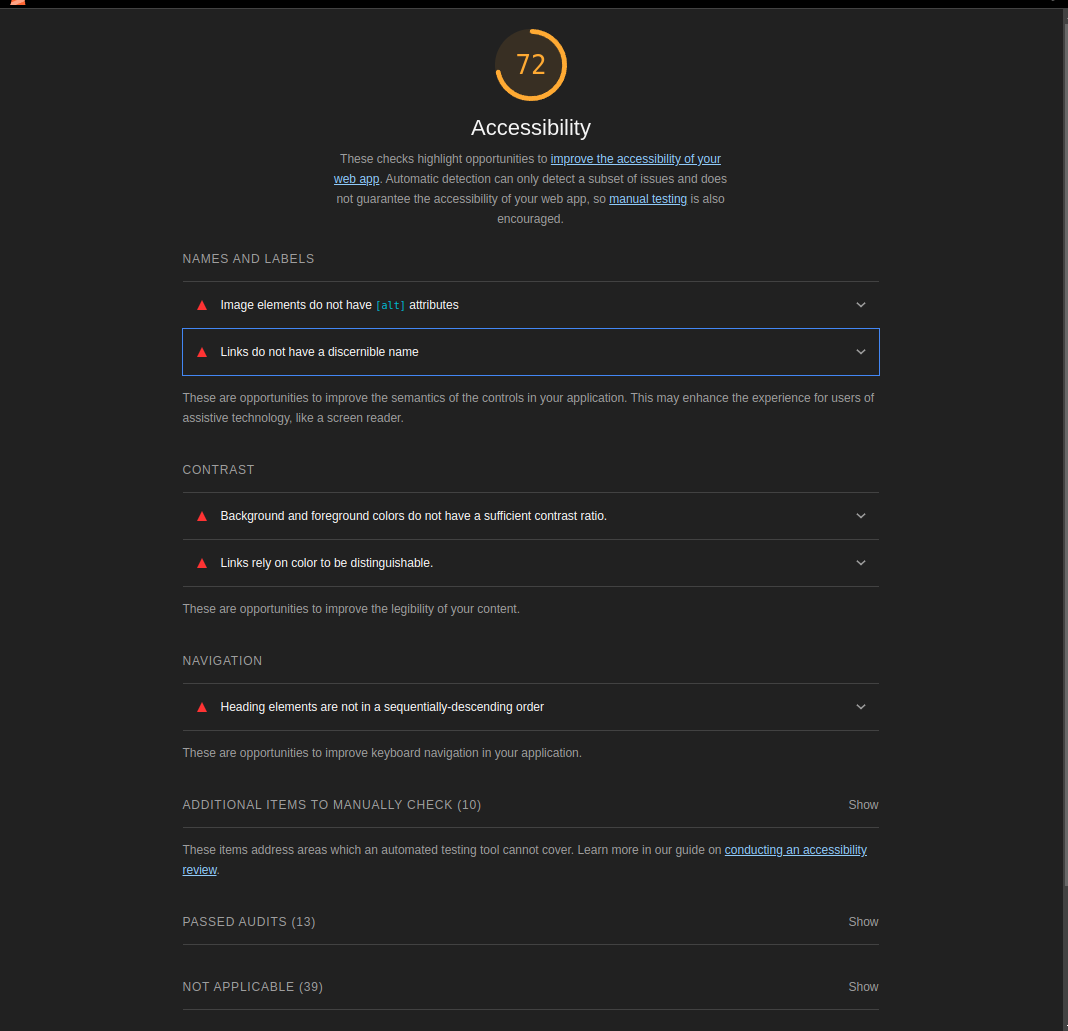 72
Accessibility
These checks highlight opportunities to improve the accessibility of your
web app. Automatic detection can only detect a subset of issues and does
not guarantee the accessibility of your web app, so manual testing is also
encouraged.
NAMES AND LABELS
Image elements do not have [alt] attributes
Links do not have a discernible name
These are opportunities to improve the semantics of the controls in your application. This may enhance the experience for users of
assistive technology, like a screen reader.
CONTRAST
Background and foreground colors do not have a sufficient contrast ratio.
Links rely on color to be distinguishable.
These are opportunities to improve the legibility of your content.
NAVIGATION
Heading elements are not in a sequentially-descending order
These are opportunities to improve keyboard navigation in your application.
ADDITIONAL ITEMS TO MANUALLY CHECK (10) Show
These items address areas which an automated testing tool cannot cover. Learn more in our guide on conducting an accessibility
review.
PASSED AUDITS (13) Show
NOT APPLICABLE (39) Show